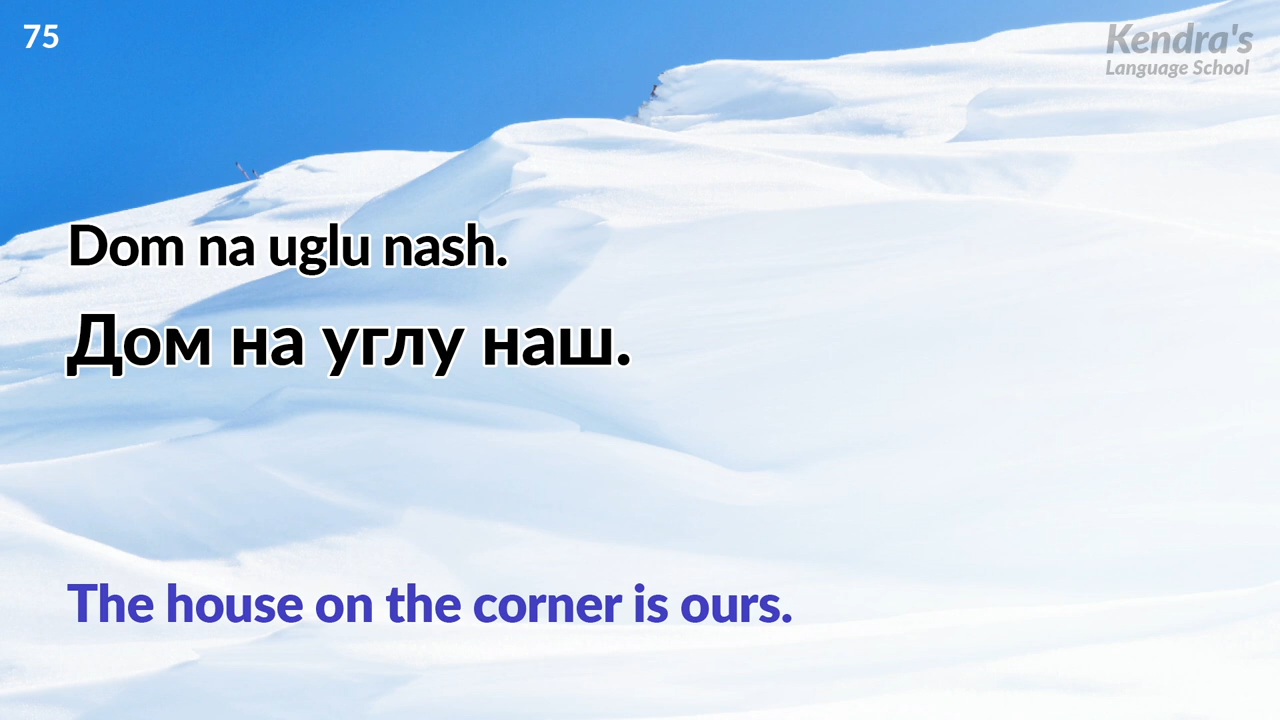 75
Kendra's
Language School
Dom na uglu nash.
Дом на углу наш.
The house on the corner is ours.